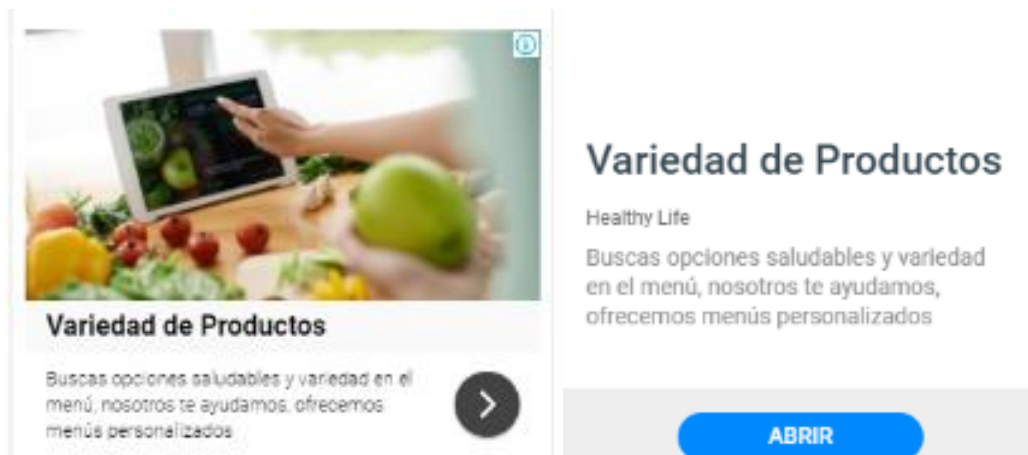 Variedad de Productos
Buscas opciones saludables y variedad en el
menú, nosotros te ayudamos, ofrecemos
menús personalizados
Variedad de Productos
Healthy Life
Buscas opciones saludables y variedad
en el menú, nosotros te ayudamos,
ofrecemos menús personalizados
ABRIR